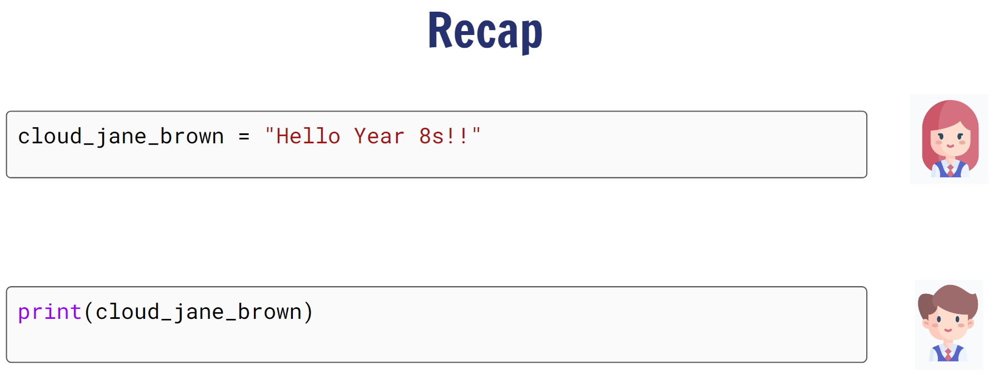 Recap
cloud_jane_brown = "Hello Year 8s!!"
print(cloud_jane_brown)